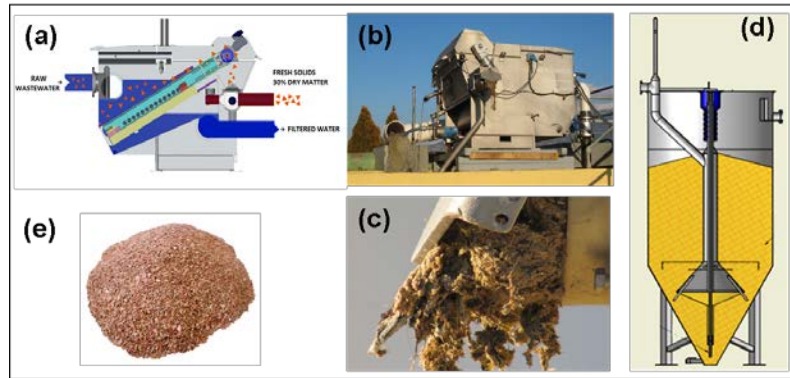 (a)
RAW
WASTEWATER
FRESH SOLIDS
30% DRY MATTER
FILTERED WATER
(b)
(d)
(e)
(c)